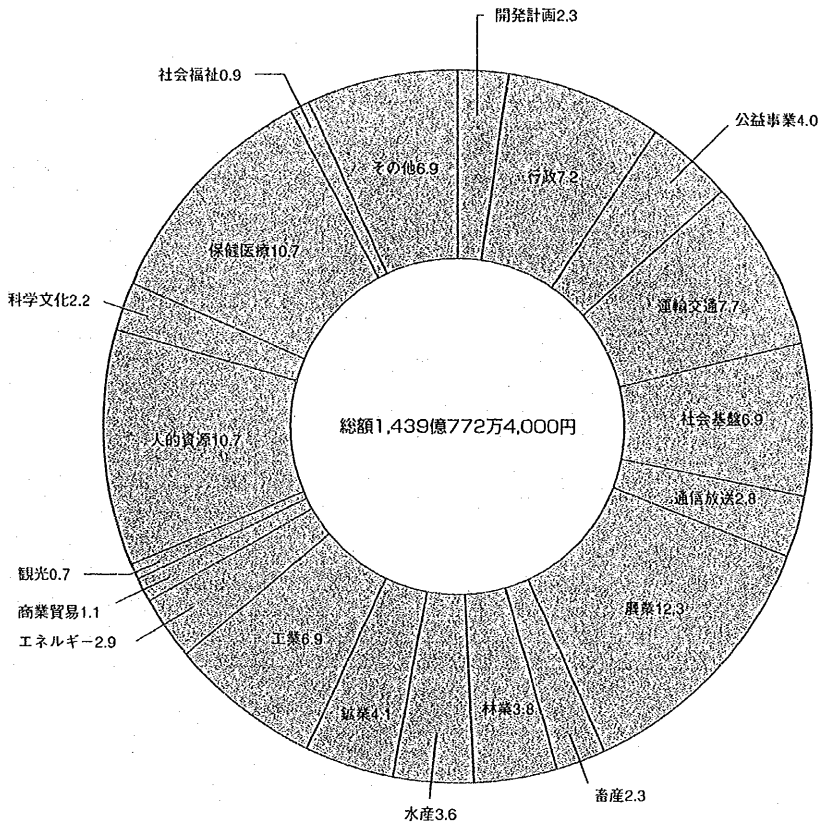 開発計画2.3
行政7.2
公益事業4.0
運輸交通7.7
社会基盤6.9
通信放送2.8
農業12.3
畜産2.3
林業3.8
水産3.6
鉱業4.1
工業6.9
エネルギー2.9
商業貿易1.1
観光0.7
人的資源10.7
科学文化2.2
保健医療10.7
社会福祉0.9
その他6.9
総額1,439億772万4,000円